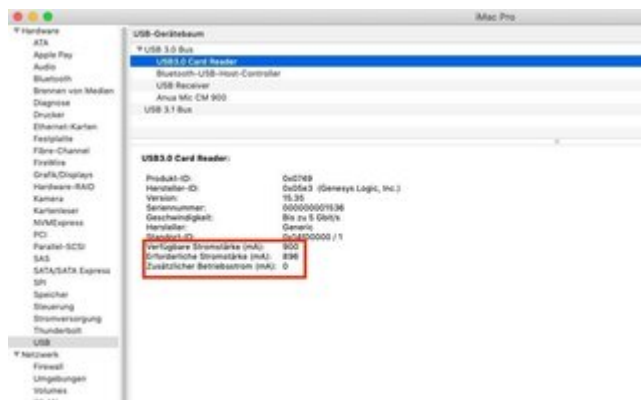 iMac Pro
Hardware
ATA
Apple Pay
Audio
Bluetooth
Brennen von Medien
Diagnose
Drucker
Ethernet-Karten
Festplatte
Fibre-Channel
FireWire
Grafik/Displays
Hardware-RAID
Kamera
Kartenleser
NVMExpress
PCI
Parallel-SCSI
SAS
SATA/SATA Express
SPI
Speicher
Steuerung
Stromversorgung
Thunderbolt
USB
Netzwerk
Firewall
Umgebungen
Volumes
USB-Gerätebaum
USB 3.0 Bus
USB3.0 Card Reader
Bluetooth-USB-Host-Controller
USB Receiver
Anua Mic CM 900
USB 3.1 Bus
USB3.0 Card Reader:
Produkt-ID: 0x0769
Hersteller-ID: 0x05e3 (Genesys Logic, Inc.)
Version: 15.35
Seriennummer: 000000001536
Geschwindigkeit: Bis zu 5 Gbit/s
Hersteller: Generic
Standort-ID: / 1
Verfügbare Stromstärke (mA): 900
Erforderliche Stromstärke (mA): 896
Zusätzlicher Betriebsstrom (mA): 0